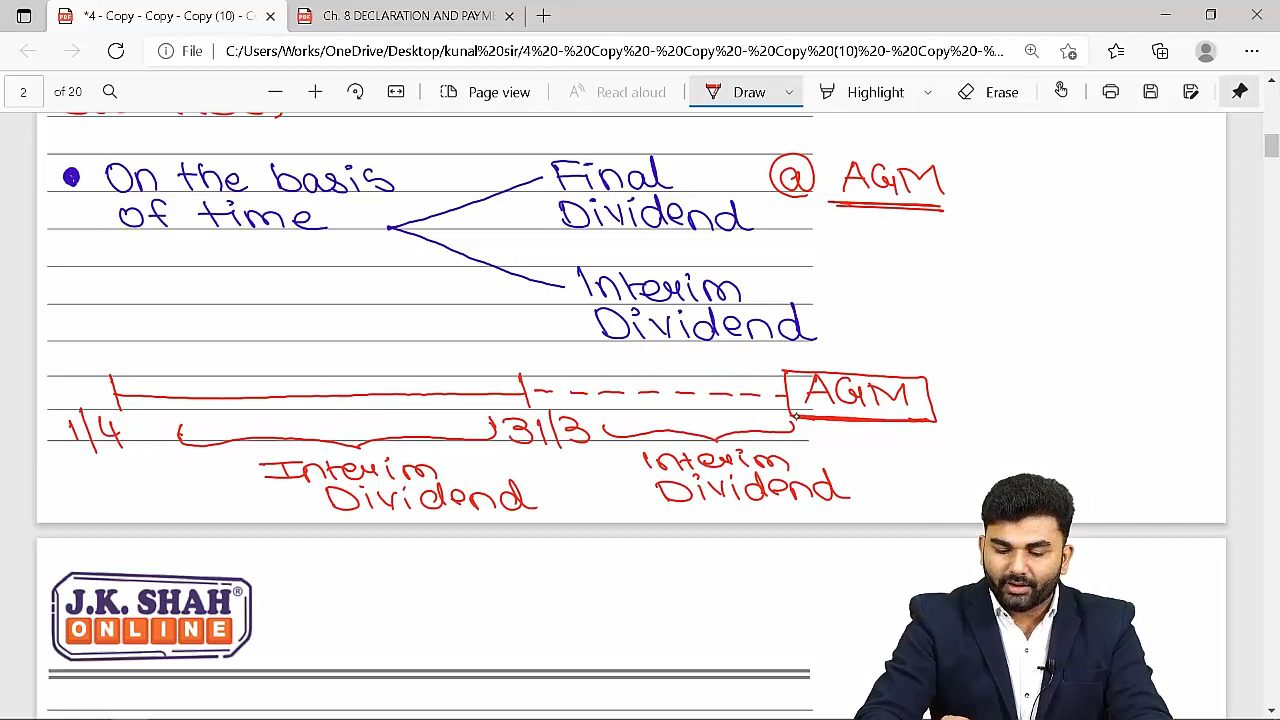 *4 - Copy - Copy - Copy (10) - Cop
Ch. 8 DECLARATION AND PAYME
File
C:/Users/Works/OneDrive/Desktop/kunal%20sir/4%20-%20Copy%20-%20Copy%20-%20Copy%20(10)%20-%20Copy%20-%...
2 of 20
Page view
Read aloud
Draw
Highlight
Erase
On the basis
of time
Final
Dividend
@ AGM
Interim
Dividend
1/4
31/3
AGM
Interim
Dividend
Interim
Dividend
J.K. SHAH®
ONLINE